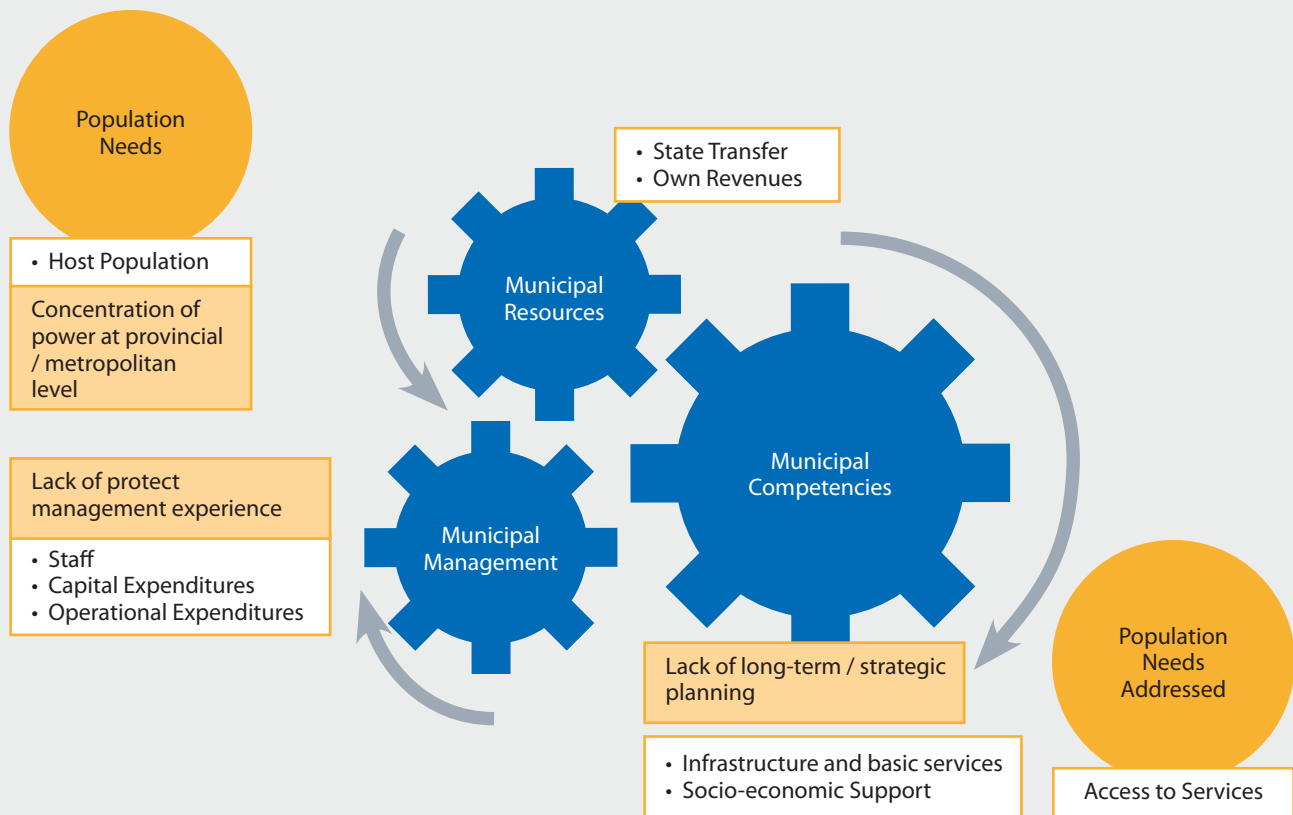 Population
Needs
• Host Population
Concentration of
power at provincial
/ metropolitan
level
• State Transfer
• Own Revenues
Municipal
Resources
Municipal
Competencies
Lack of protect
management experience
• Staff
• Capital Expenditures
• Operational Expenditures
Municipal
Management
Lack of long-term / strategic
planning
• Infrastructure and basic services
• Socio-economic Support
Population
Needs
Addressed
Access to Services